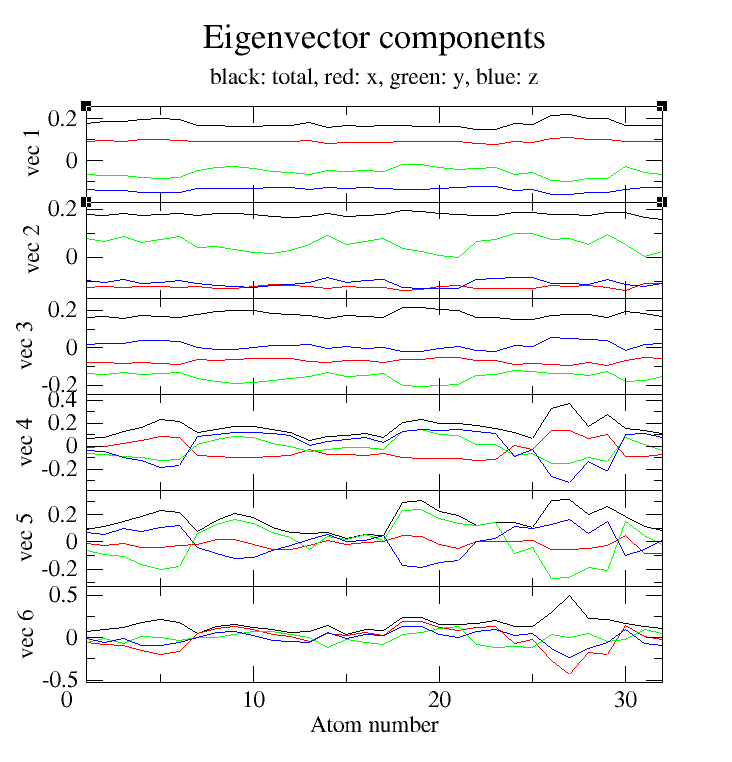 Eigenvector components
black: total, red: x, green: y, blue: z
0.2
0
vec 1
0.2
0
vec 2
0.2
0
-0.2
vec 3
0.4
0.2
0
-0.2
vec 4
0.2
0
-0.2
vec 5
0.5
0
-0.5
vec 6
0 10 20 30
Atom number